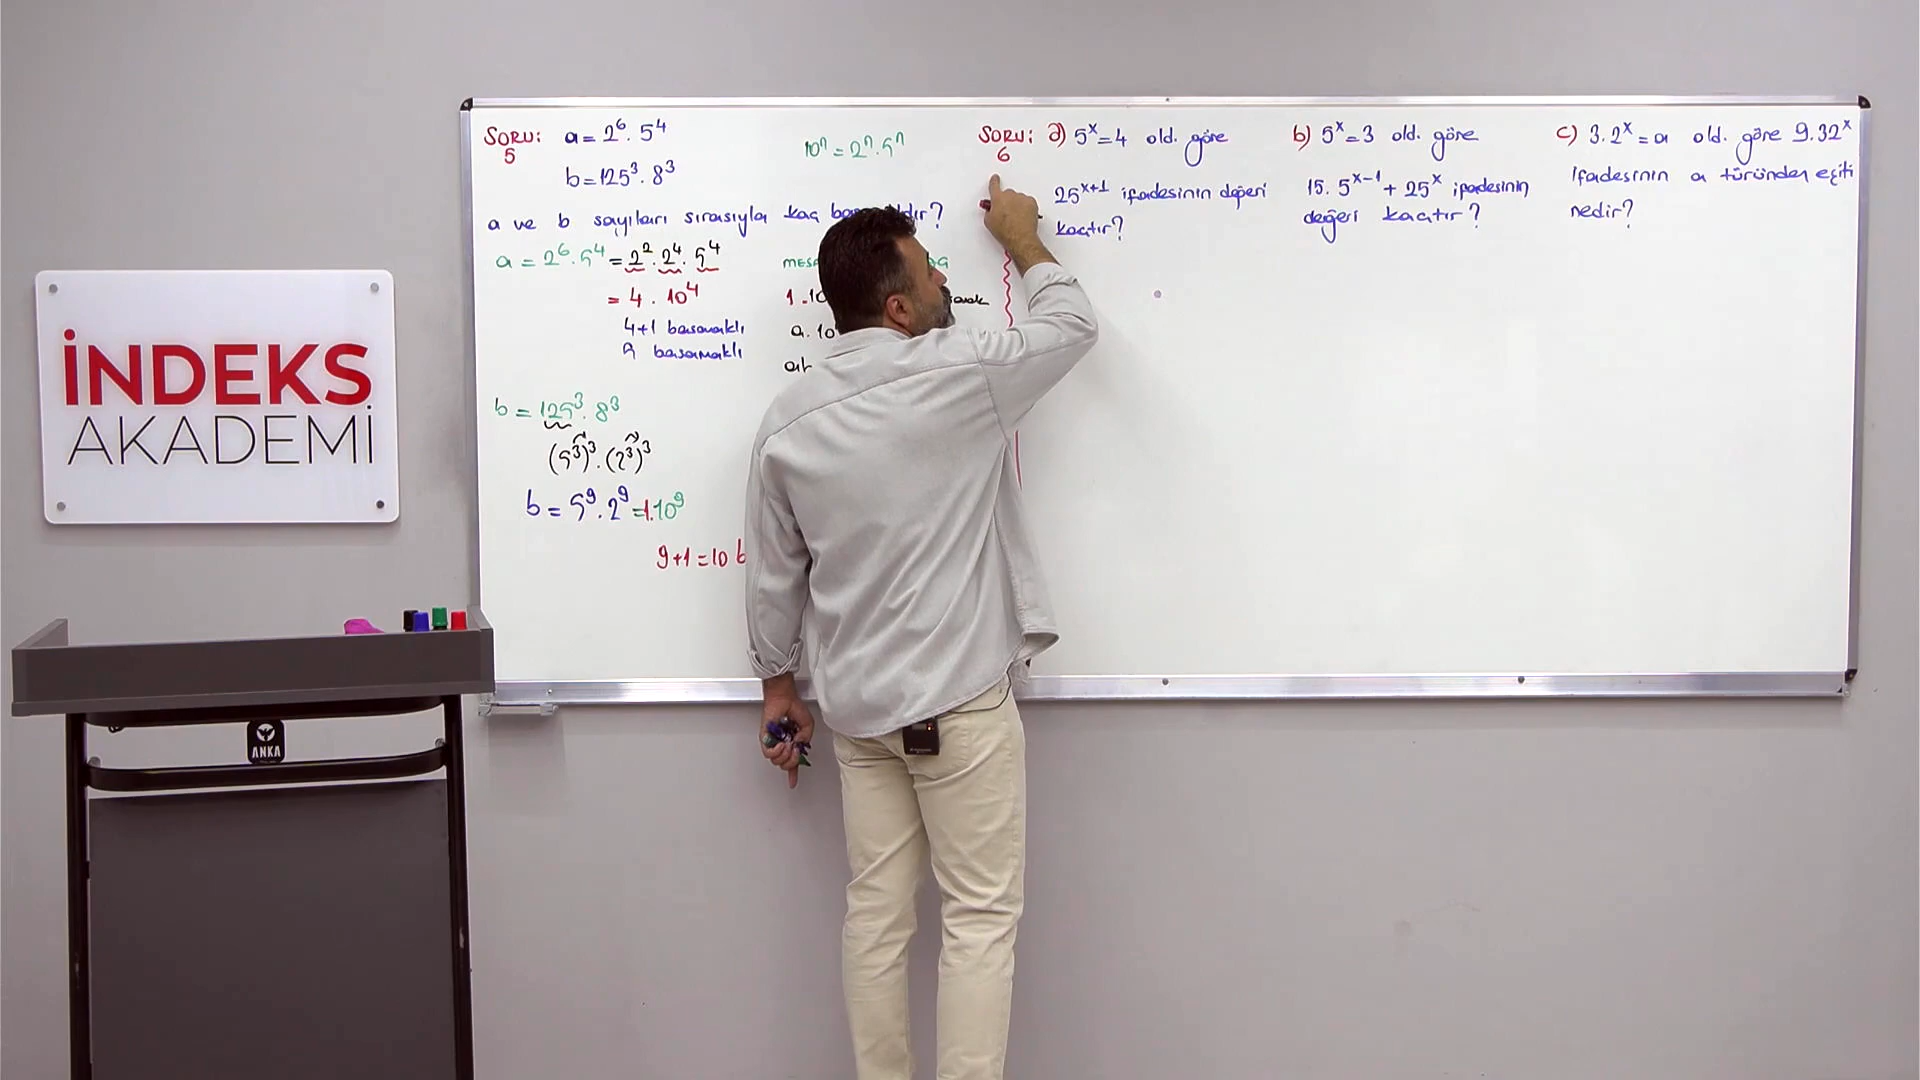 İNDEKS
AKADEMİ
ANKA
SORU: 5 a = 2⁶ . 5⁴
b = 125³ . 8³
10ⁿ = 2ⁿ . 5ⁿ
a ve b sayıları sırasıyla kaç
a = 2⁶ . 5⁴ = 2² . 2⁴ . 5⁴
= 4 . 10⁴
4+1 basamaklı
5 basamaklı
b = 125³ . 8³
(5³)³ . (2³)³
b = 5⁹ . 2⁹ = 1.10⁹
9+1 = 10 b
SORU: 6 a) 5ˣ = 4 old. göre
25ˣ⁺¹ ifadesinin değeri
kaçtır?
b) 5ˣ = 3 old. göre
15. 5ˣ⁻¹ + 25ˣ ifadesinin
değeri kaçtır?
c) 3.2ˣ = a old. göre 9.32ˣ
ifadesinin a türünden eşiti
nedir?